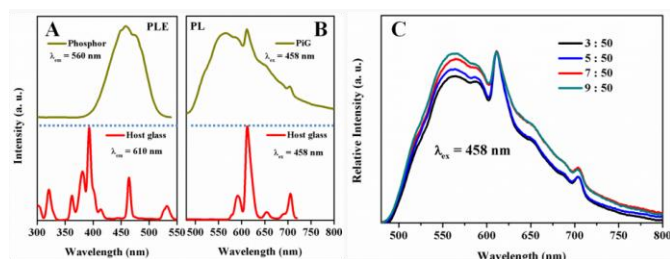 A
PLE
Phosphor
λem = 560 nm
Host glass
λem = 610 nm
300 350 400 450 500 550
Wavelength (nm)
Intensity (a. u.)
PL
B
PiG
λex = 458 nm
Host glass
λex = 458 nm
600 700 800
Wavelength (nm)
C
3 : 50
5 : 50
7 : 50
9 : 50
λex = 458 nm
500 550 600 650 700 750 800
Wavelength (nm)
Relative Intensity (a. u.)